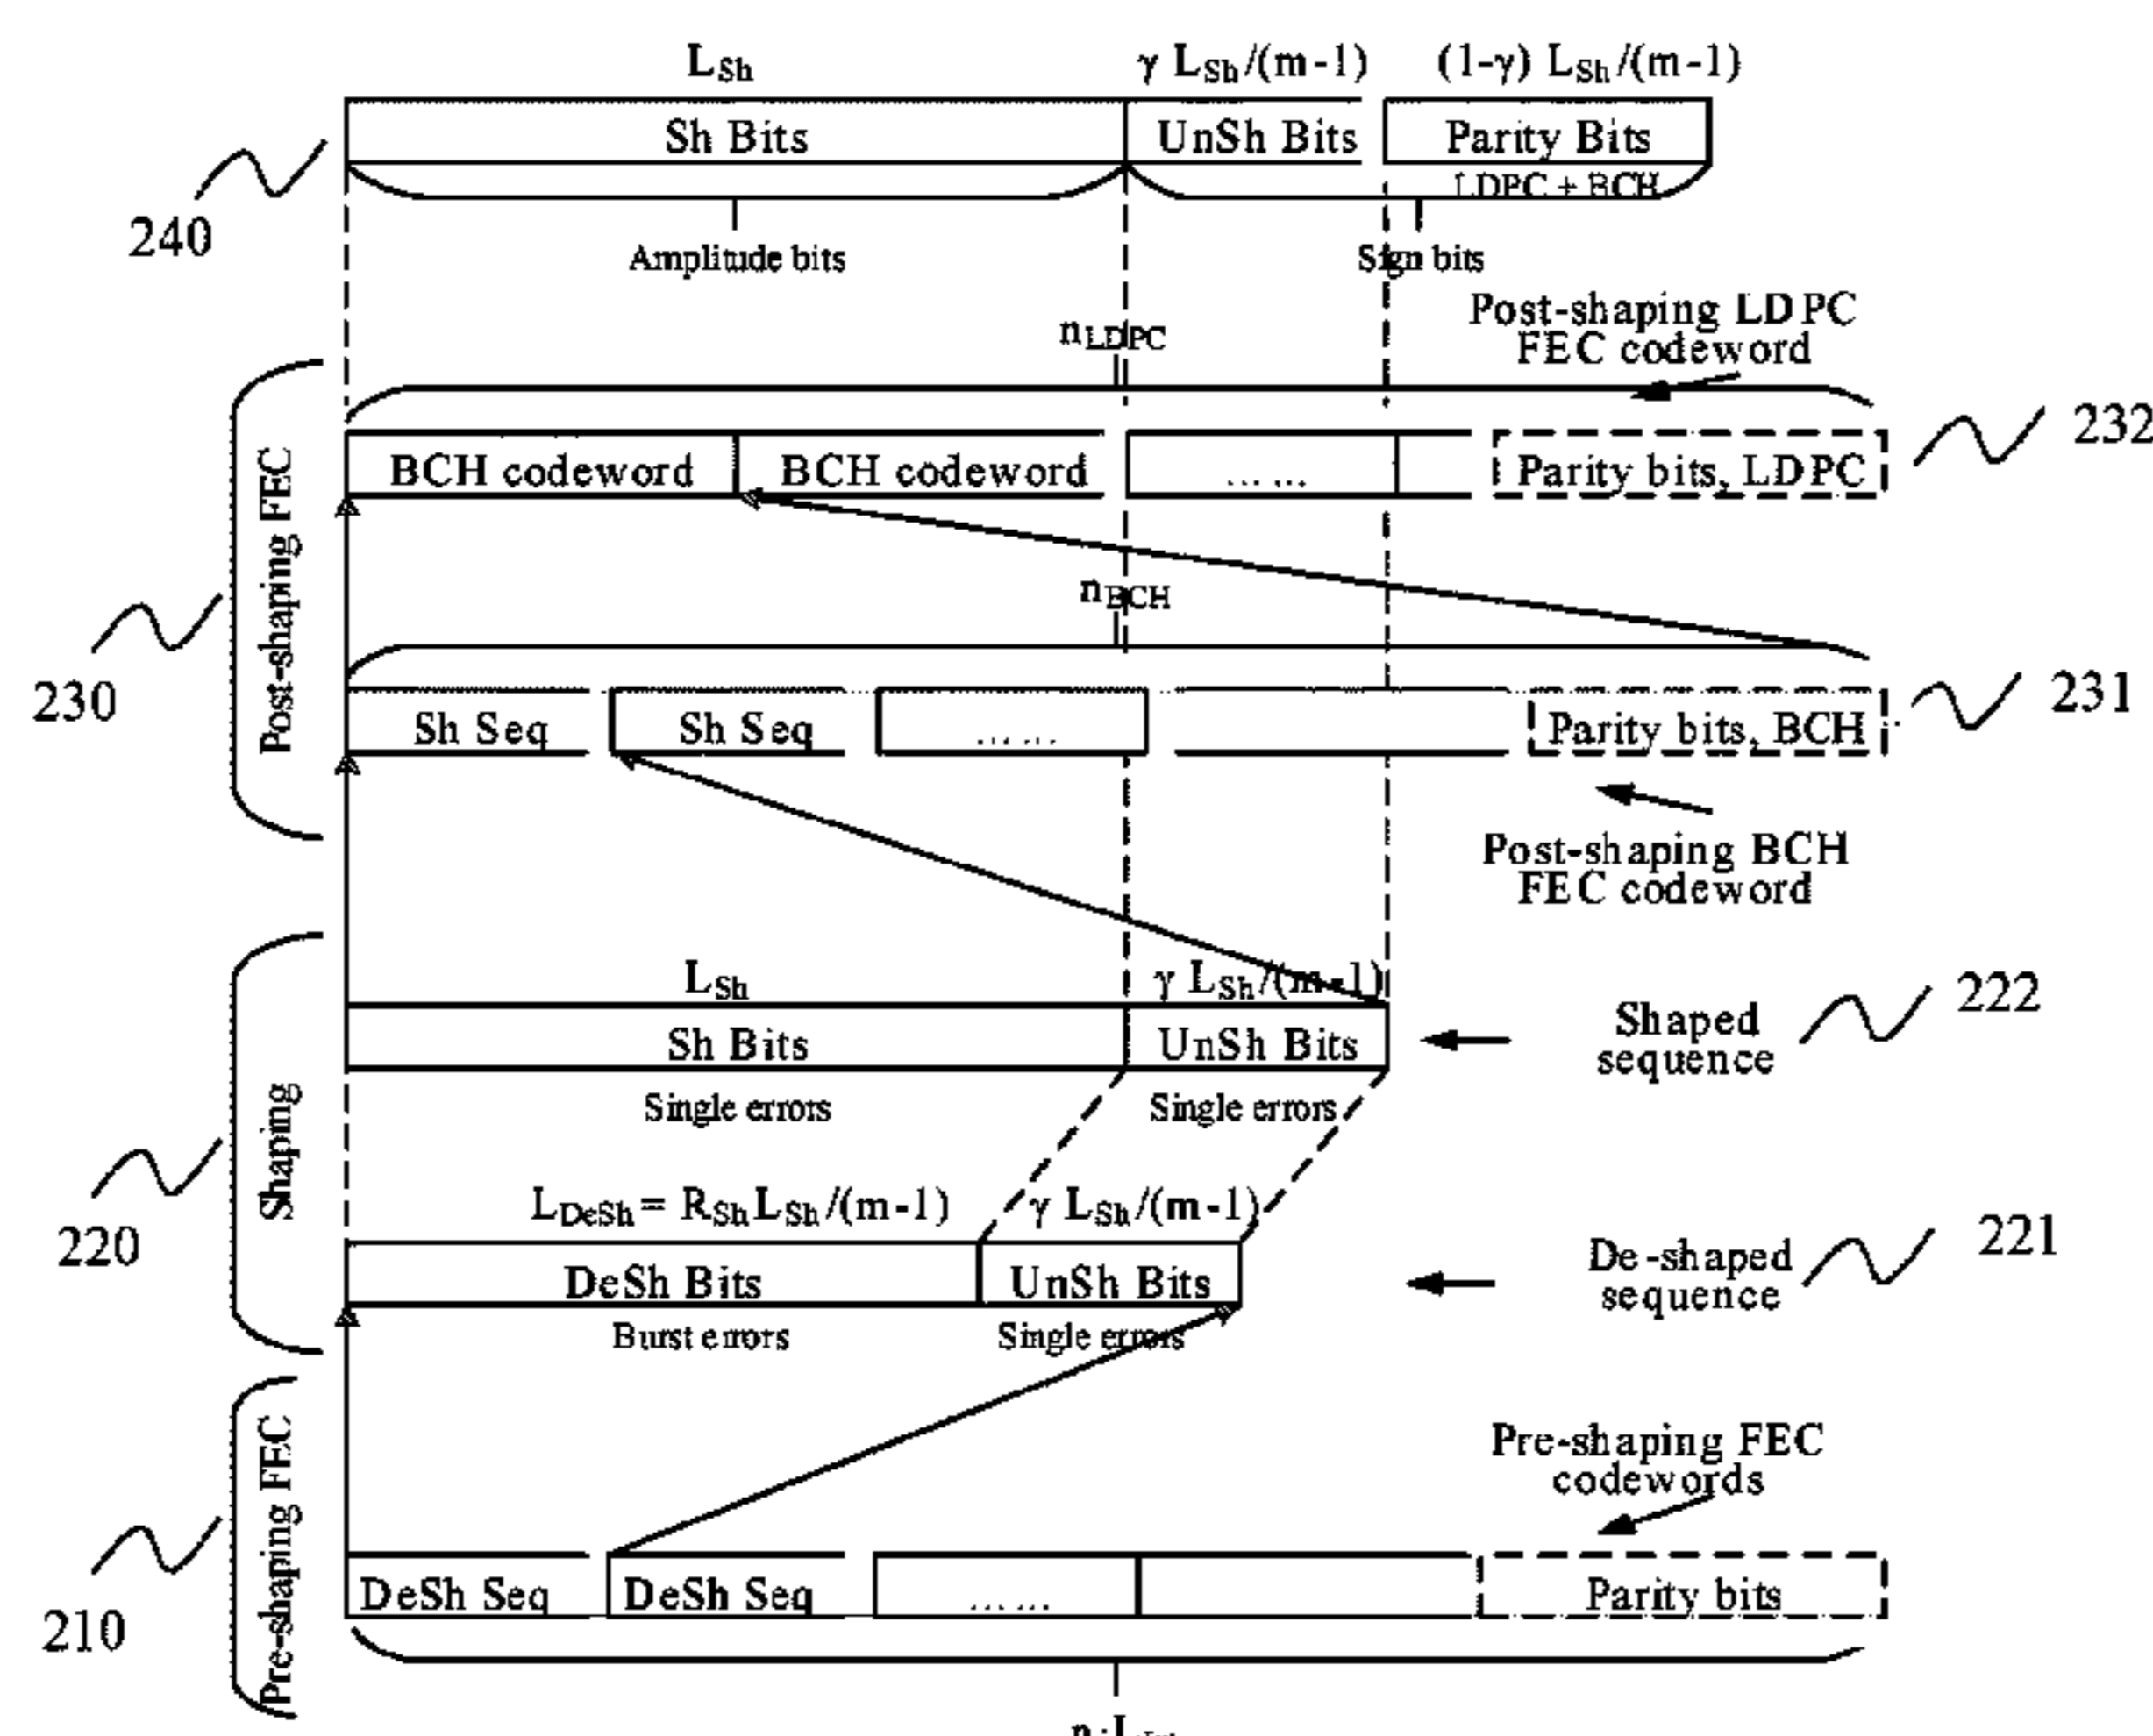 L_Sh γ L_Sh/(m-1) (1-γ) L_Sh/(m-1)
Sh Bits UnSh Bits Parity Bits
LDPC + BCH
240
Amplitude bits Sign bits
Post-shaping LDPC
FEC codeword
n_LDPC
232
BCH codeword BCH codeword ...... Parity bits, LDPC
Post-shaping FEC
230
n_BCH
231
Sh Seq Sh Seq ...... Parity bits, BCH
Post-shaping BCH
FEC codeword
L_Sh γ L_Sh/(m-1)
222
Sh Bits UnSh Bits
Shaped
sequence
Single errors Single errors
Shaping
220
L_DeSh = R_Sh L_Sh/(m-1) γ L_Sh/(m-1)
221
DeSh Bits UnSh Bits
De-shaped
sequence
Burst errors Single errors
Pre-shaping FEC
codewords
Pre-shaping FEC
210
DeSh Seq DeSh Seq ...... Parity bits